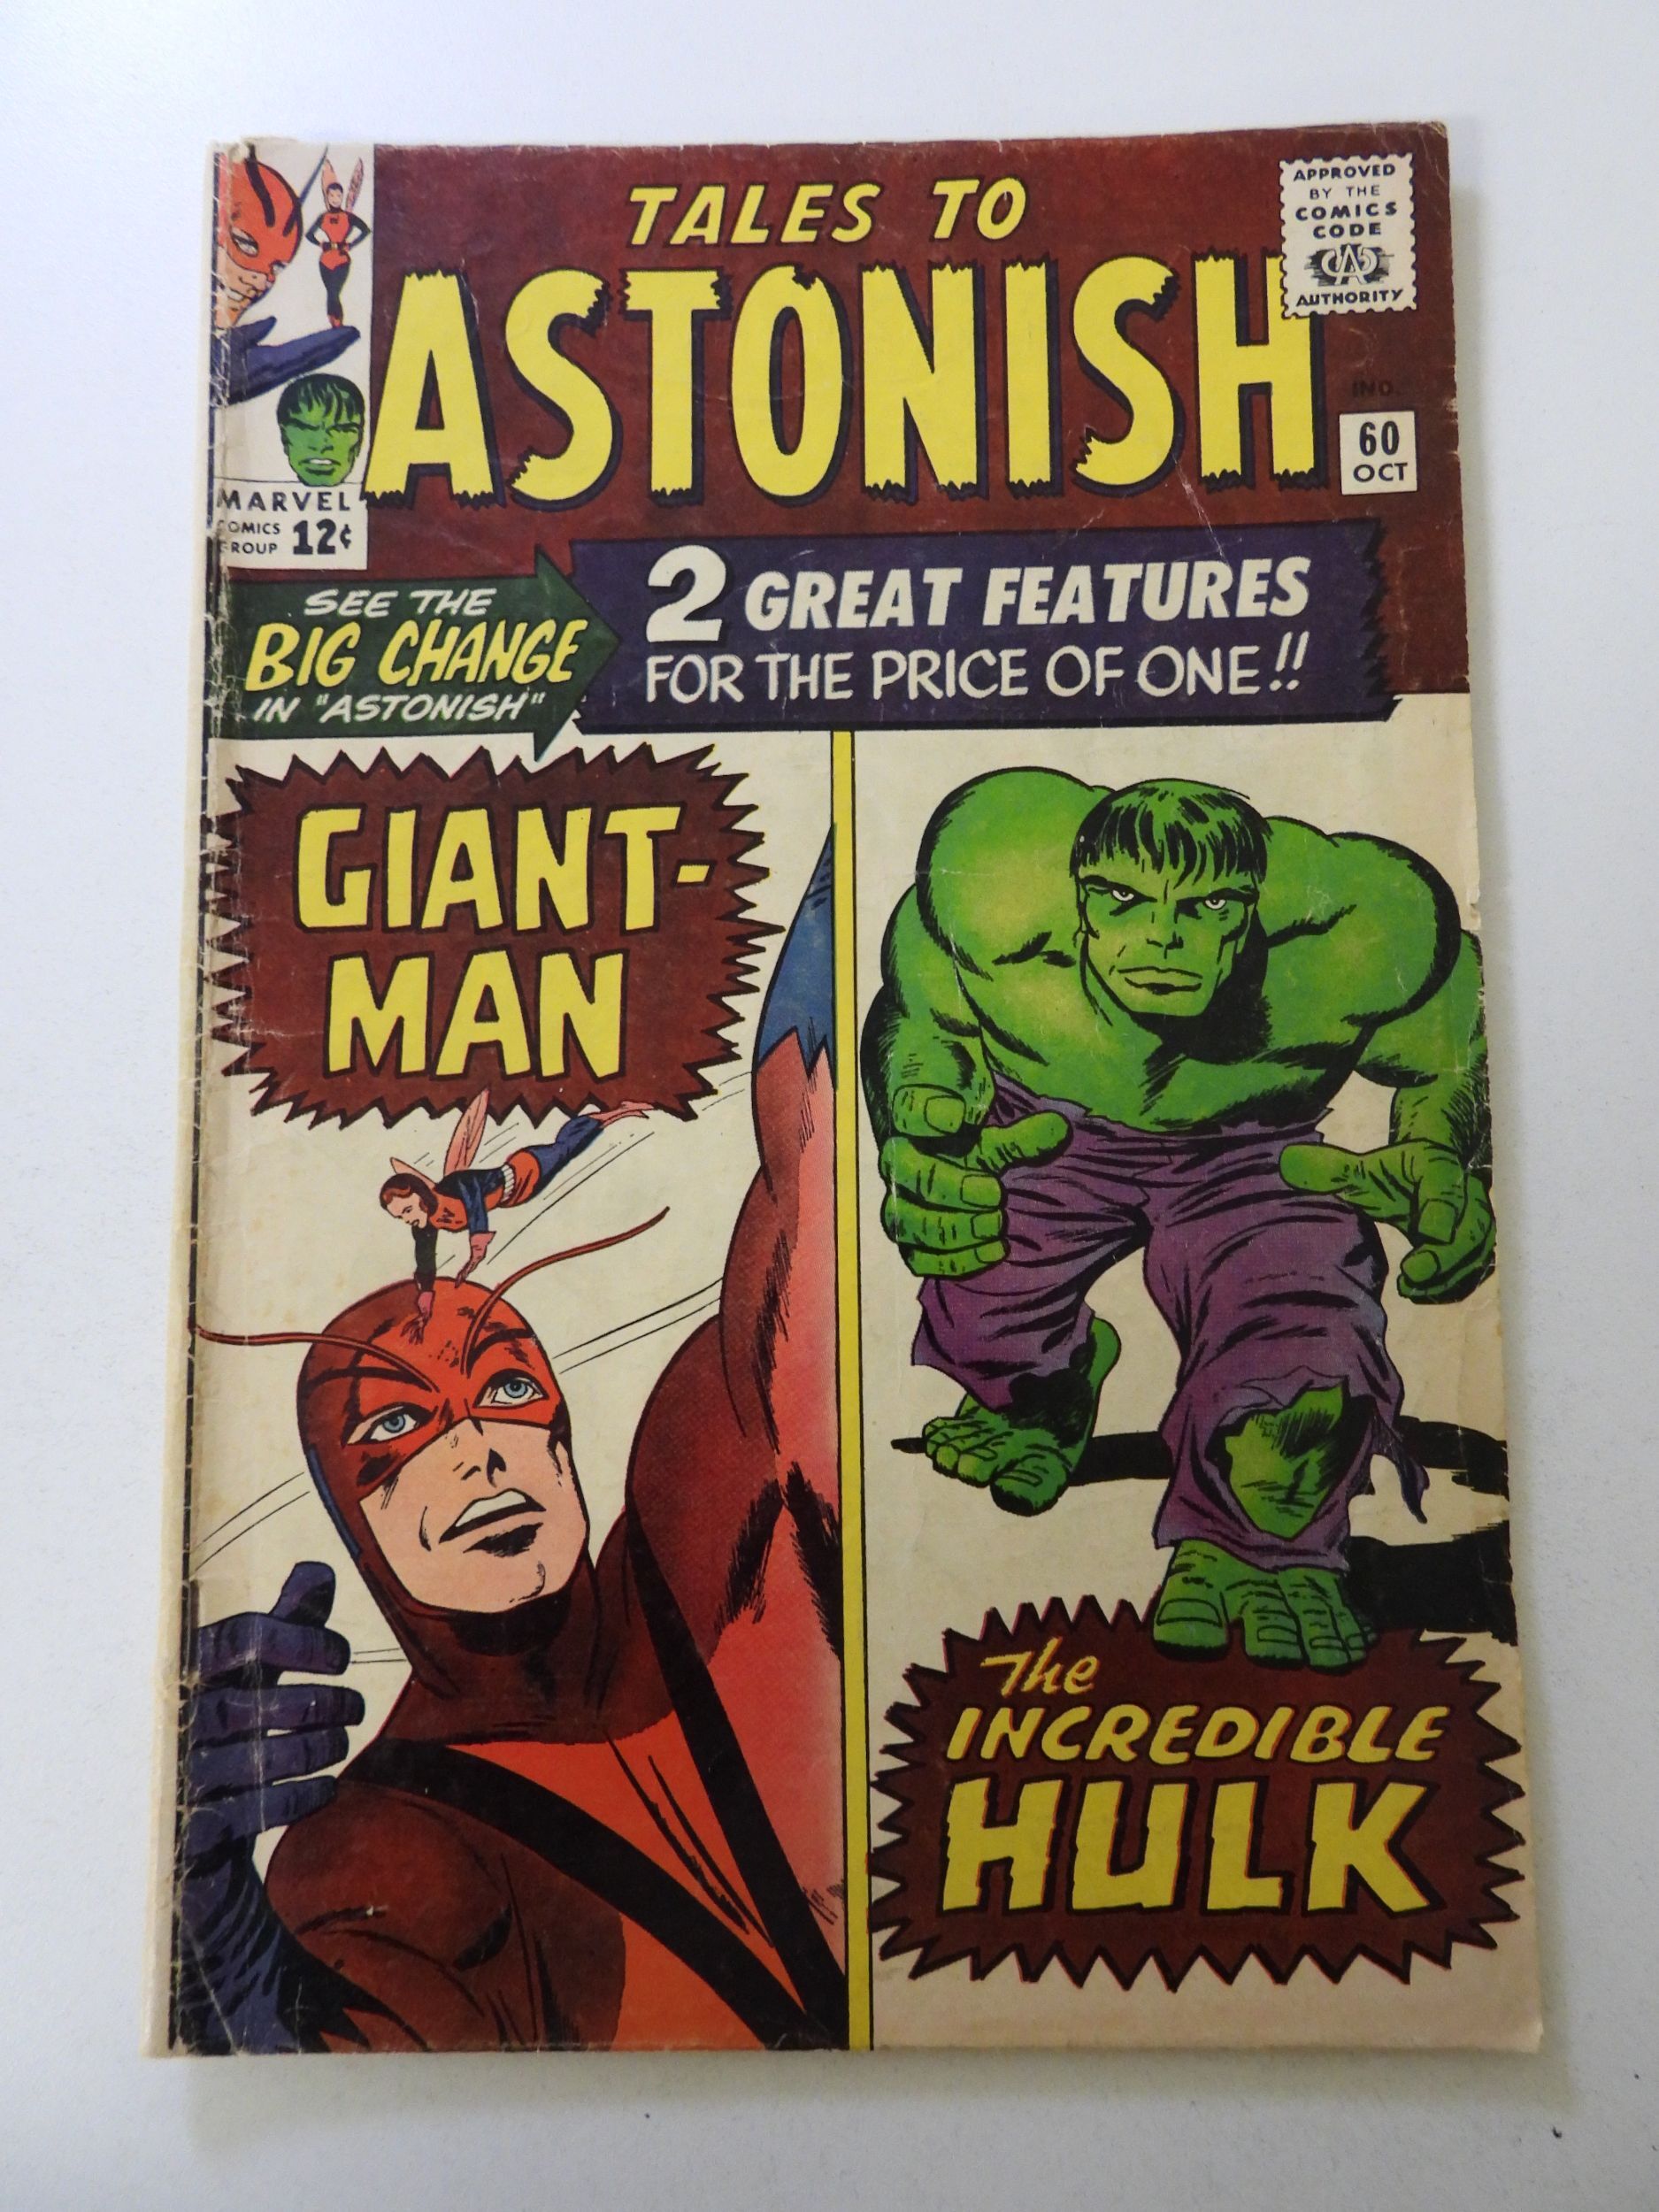 TALES TO
ASTONISH
APPROVED
BY THE
COMICS
CODE
CA
AUTHORITY
IND.
60
OCT
MARVEL
COMICS
GROUP 12¢
SEE THE
BIG CHANGE
IN "ASTONISH"
2 GREAT FEATURES
FOR THE PRICE OF ONE!!
GIANT-
MAN
The
INCREDIBLE
HULK